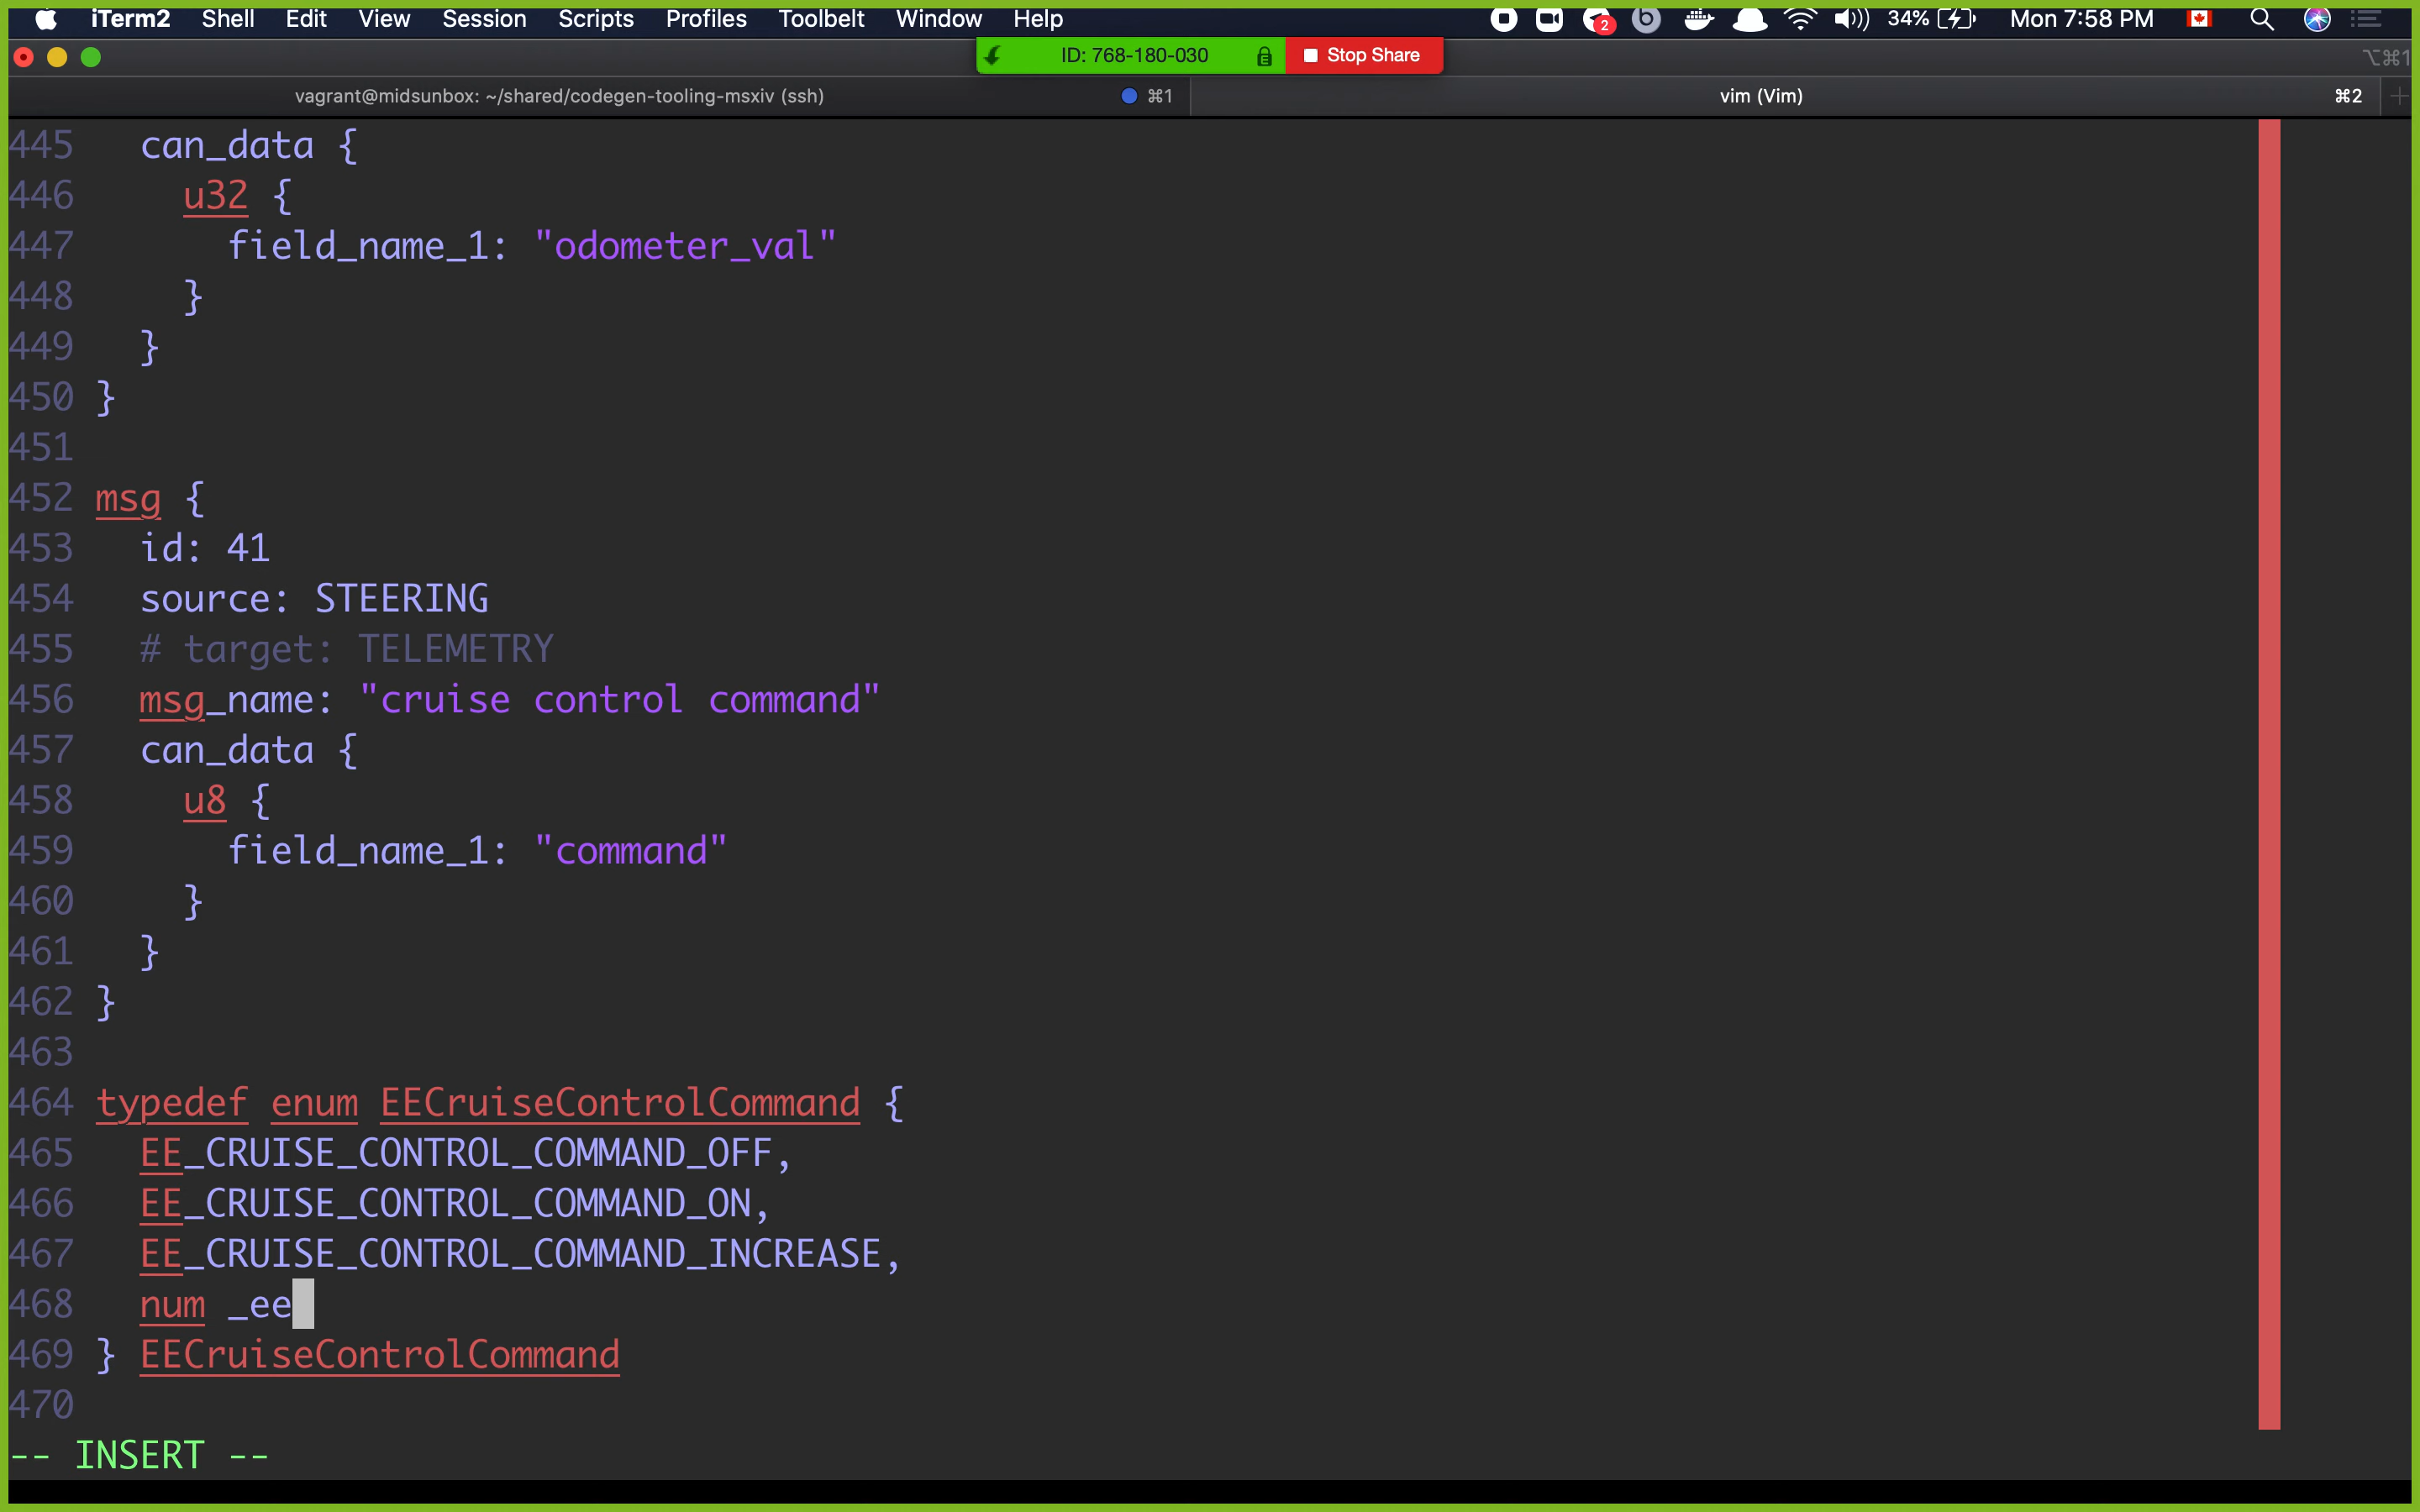 iTerm2 Shell Edit View Session Scripts Profiles Toolbelt Window Help 2 34% Mon 7:58 PM
ID: 768-180-030 Stop Share ⌥⌘1
vagrant@midsunbox: ~/shared/codegen-tooling-msxiv (ssh) ⌘1 vim (Vim) ⌘2
445 can_data {
446 u32 {
447 field_name_1: "odometer_val"
448 }
449 }
450 }
451
452 msg {
453 id: 41
454 source: STEERING
455 # target: TELEMETRY
456 msg_name: "cruise control command"
457 can_data {
458 u8 {
459 field_name_1: "command"
460 }
461 }
462 }
463
464 typedef enum EECruiseControlCommand {
465 EE_CRUISE_CONTROL_COMMAND_OFF,
466 EE_CRUISE_CONTROL_COMMAND_ON,
467 EE_CRUISE_CONTROL_COMMAND_INCREASE,
468 num _ee
469 } EECruiseControlCommand
470
-- INSERT --